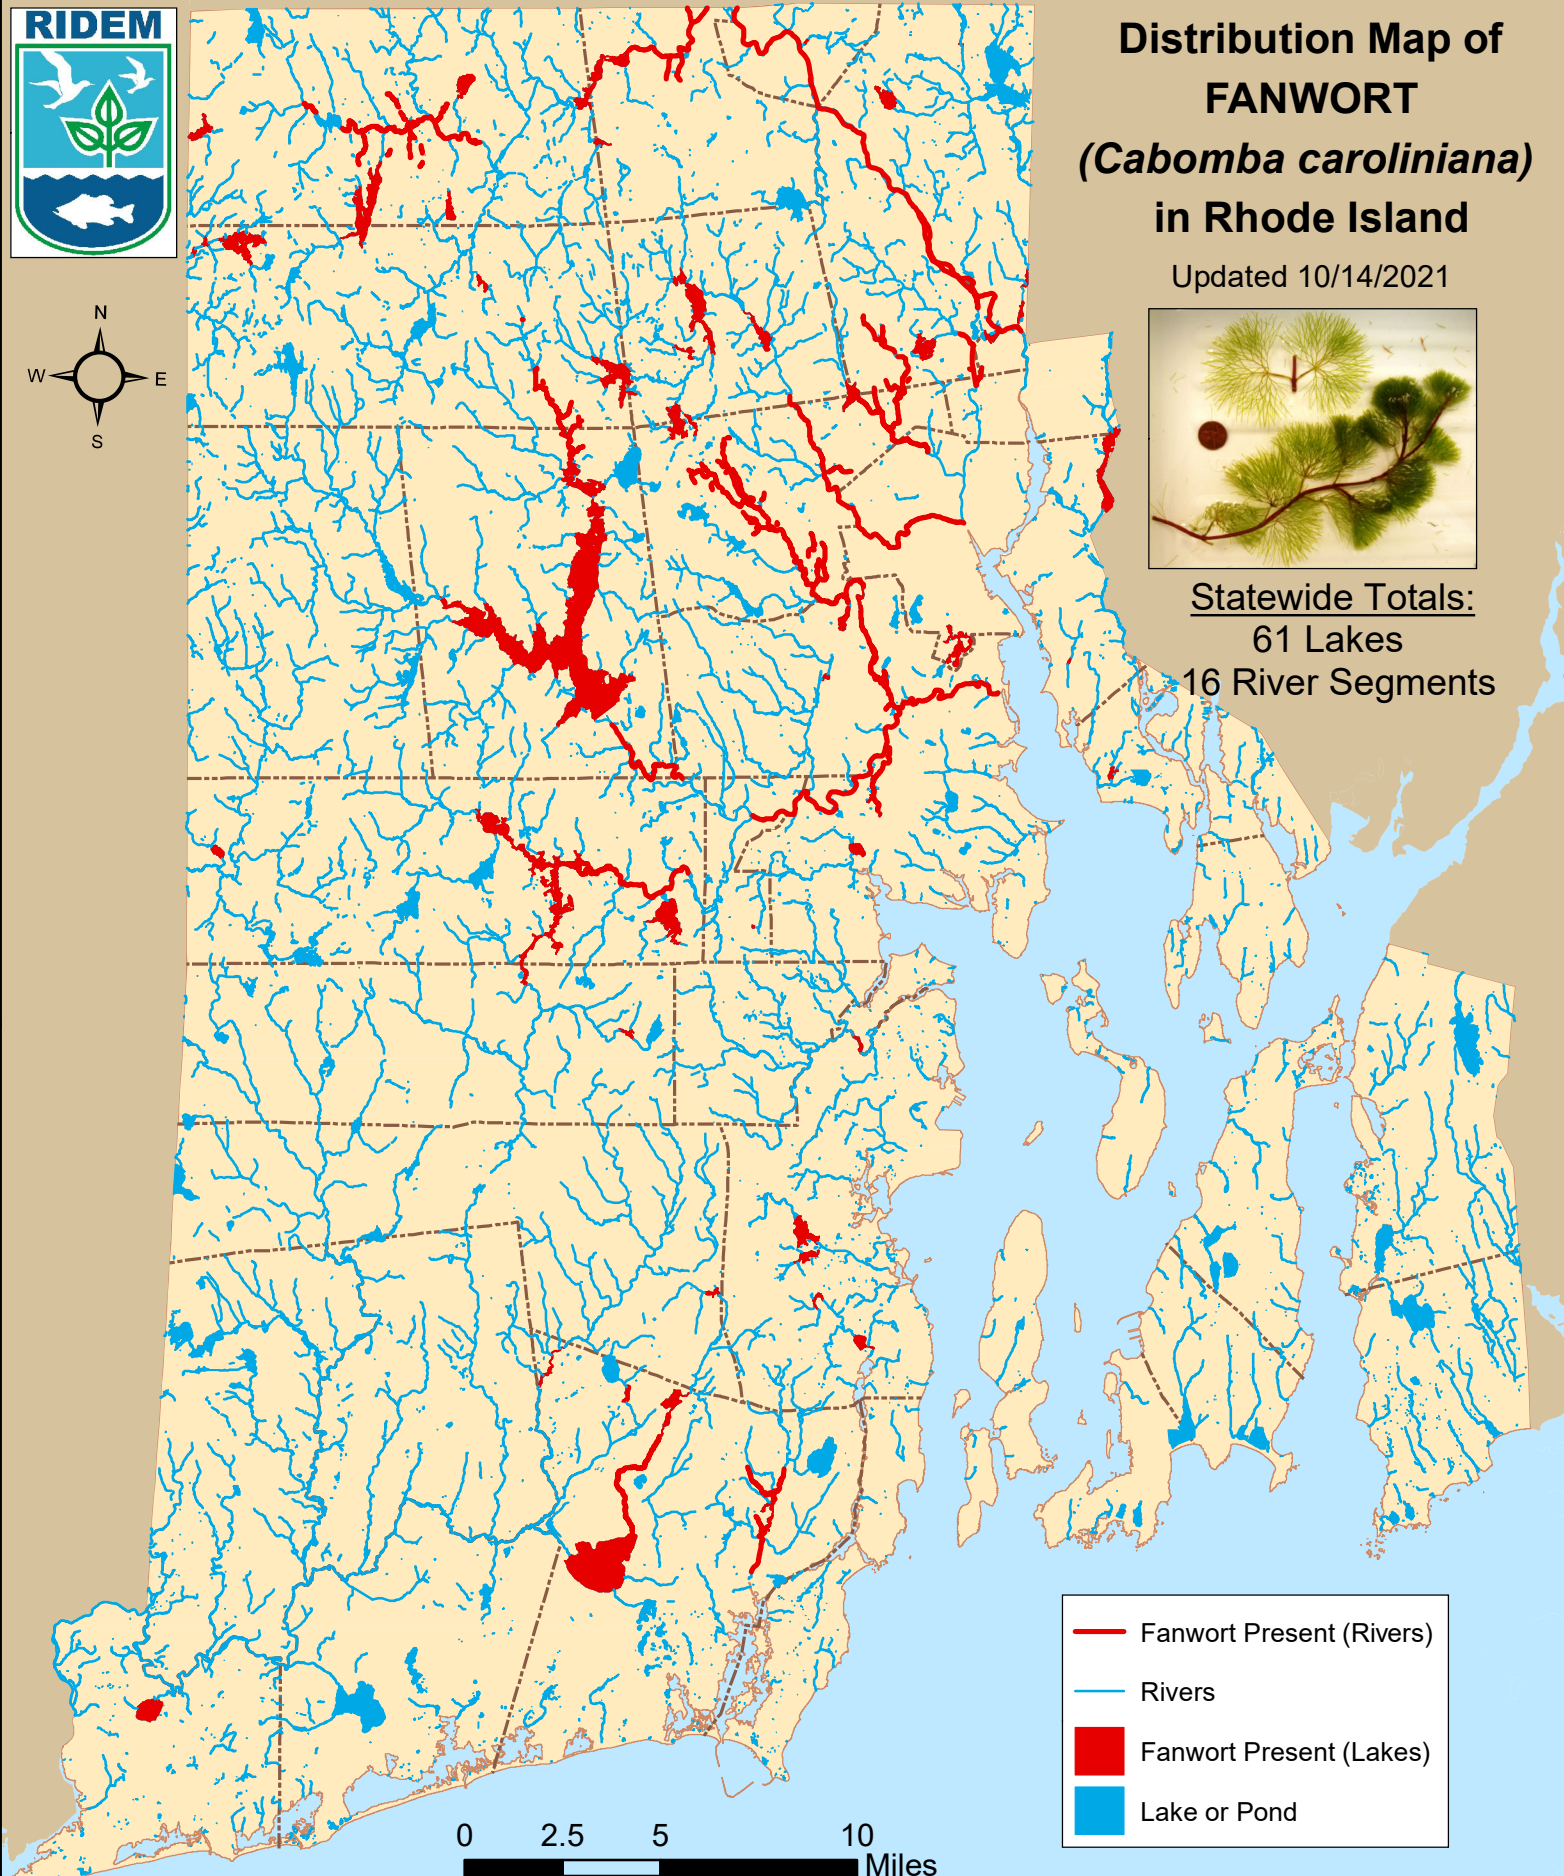 RIDEM
Distribution Map of
FANWORT
(Cabomba caroliniana)
in Rhode Island
Updated 10/14/2021
N
W
E
S
Statewide Totals:
61 Lakes
16 River Segments
Fanwort Present (Rivers)
Rivers
Fanwort Present (Lakes)
Lake or Pond
0 2.5 5 10
Miles